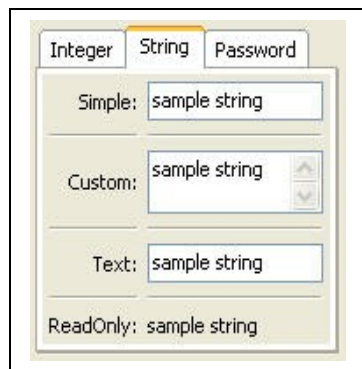 Integer String Password
Simple: sample string
Custom: sample string
Text: sample string
ReadOnly: sample string